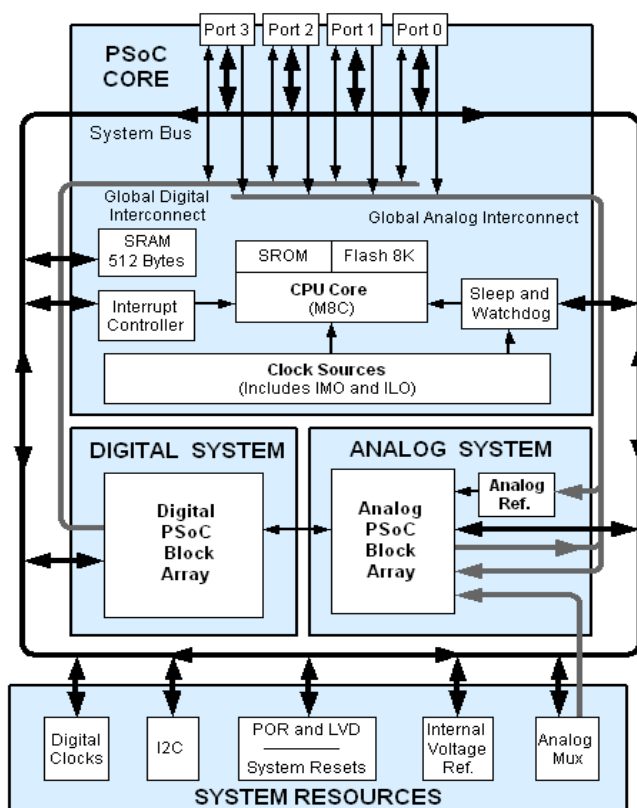 Port 3
Port 2
Port 1
Port 0
PSoC
CORE
System Bus
Global Digital
Interconnect
Global Analog Interconnect
SRAM
512 Bytes
SROM
Flash 8K
CPU Core
(M8C)
Interrupt
Controller
Sleep and
Watchdog
Clock Sources
(Includes IMO and ILO)
DIGITAL SYSTEM
Digital
PSoC
Block
Array
ANALOG SYSTEM
Analog
PSoC
Block
Array
Analog
Ref.
Digital
Clocks
I2C
POR and LVD
System Resets
Internal
Voltage
Ref.
Analog
Mux
SYSTEM RESOURCES